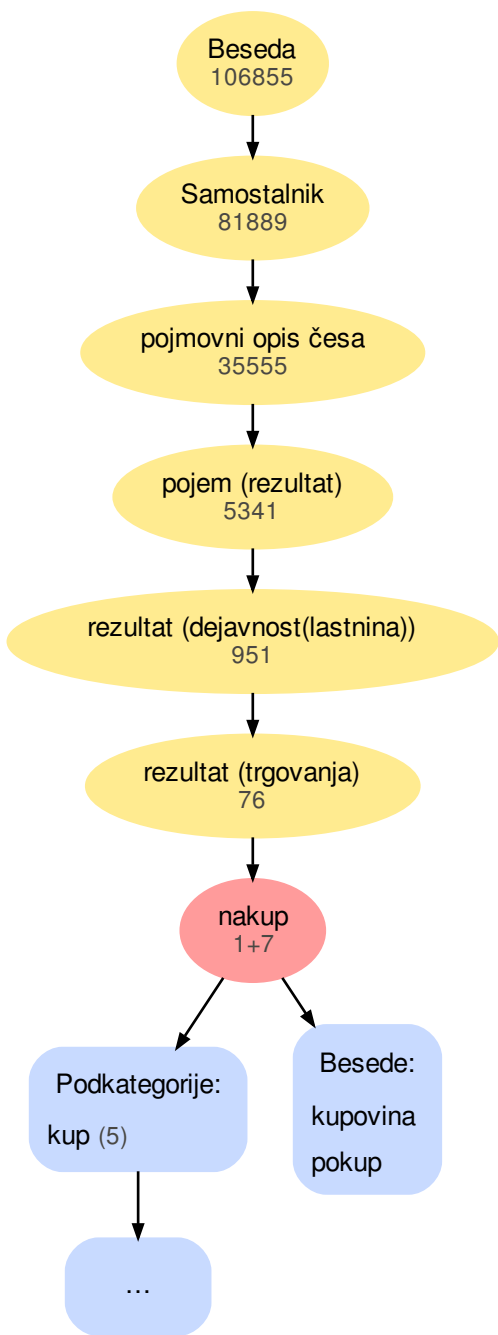 Beseda
106855
Samostalnik
81889
pojmovni opis česa
35555
pojem (rezultat)
5341
rezultat (dejavnost(lastnina))
951
rezultat (trgovanja)
76
nakup
1+7
Podkategorije:
kup (5)
Besede:
kupovina
pokup
...